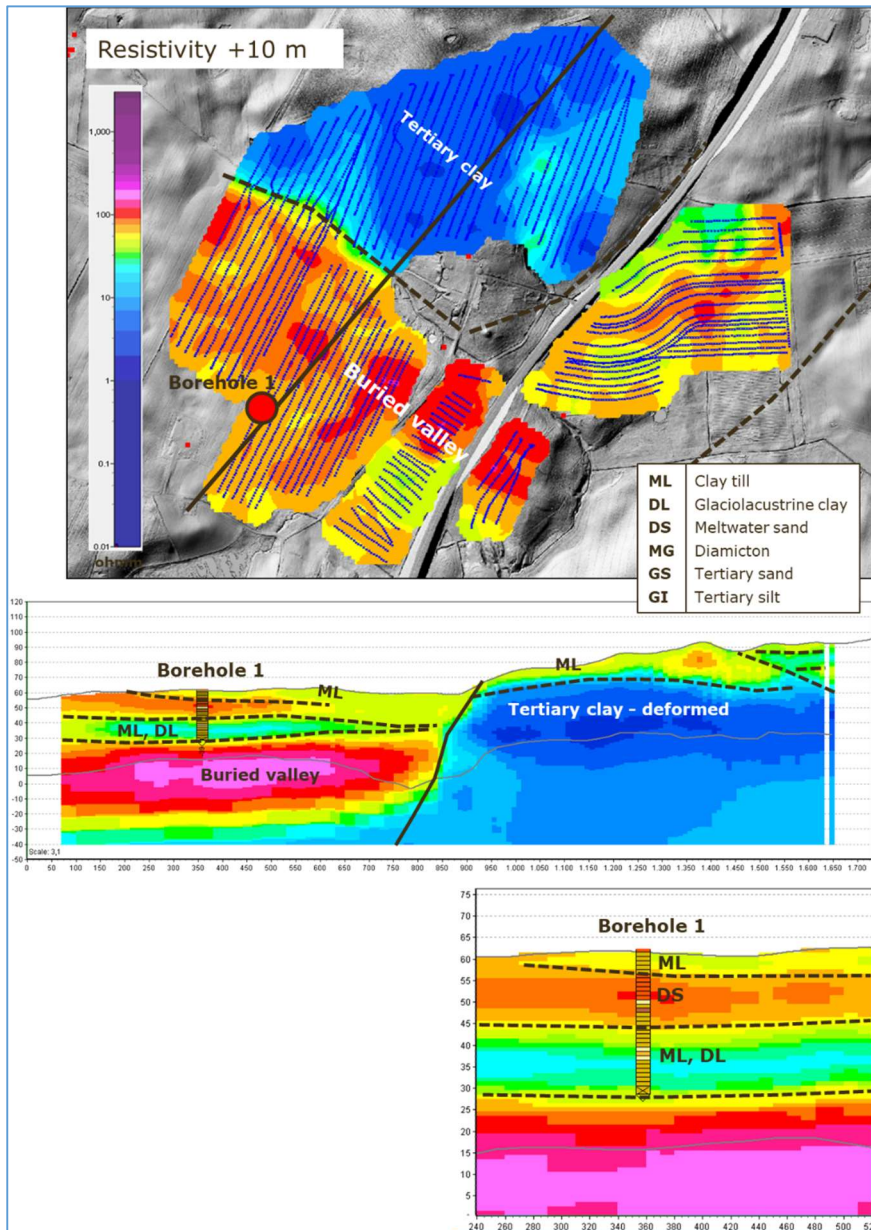 Resistivity +10 m
1,000
100
10
1
0.1
0.01
ohmm
Tertiary clay
Borehole 1
Buried valley
ML Clay till
DL Glaciolacustrine clay
DS Meltwater sand
MG Diamicton
GS Tertiary sand
GI Tertiary silt
120
110
100
90
80
70
60
50
40
30
20
10
0
-10
-20
-30
-40
-50
Borehole 1
ML
ML
ML, DL
Tertiary clay - deformed
Buried valley
Scale: 3,1
0 50 100 150 200 250 300 350 400 450 500 550 600 650 700 750 800 850 900 950 1.000 1.050 1.100 1.150 1.200 1.250 1.300 1.350 1.400 1.450 1.500 1.550 1.600 1.650 1.700
Borehole 1
75
70
65
60
55
50
45
40
35
30
25
20
15
10
5
ML
DS
ML, DL
240 260 280 300 320 340 360 380 400 420 440 460 480 500